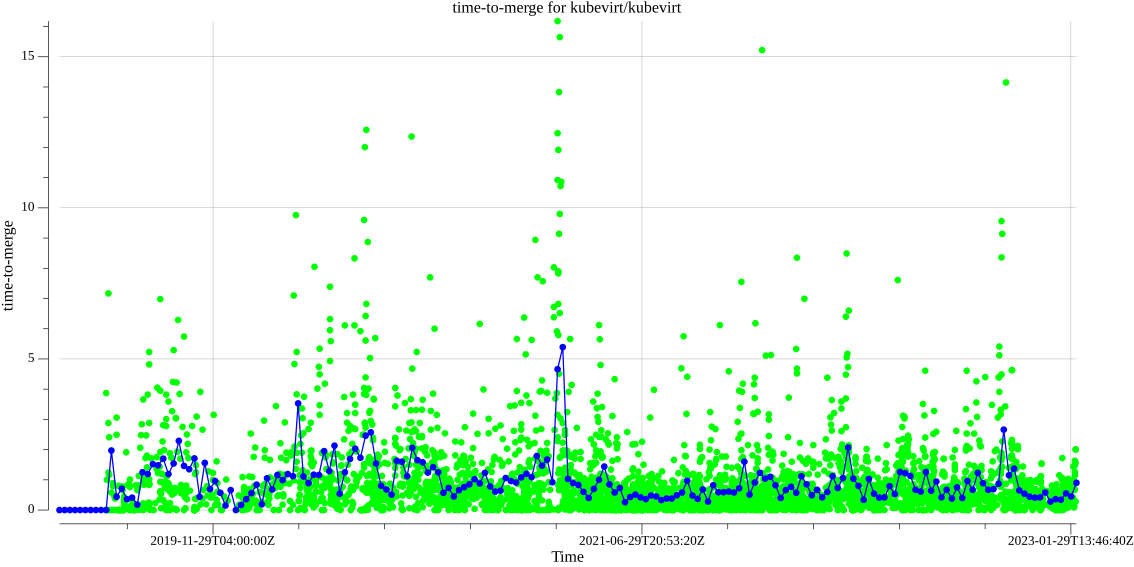 time-to-merge for kubevirt/kubevirt
15
10
5
0
time-to-merge
2019-11-29T04:00:00Z
2021-06-29T20:53:20Z
2023-01-29T13:46:40Z
Time